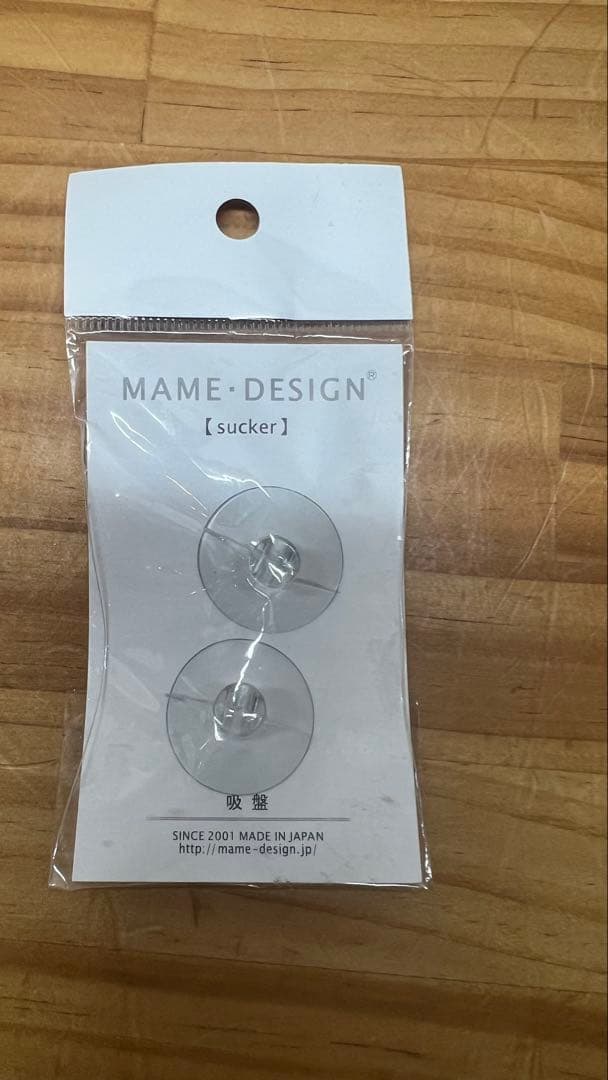 MAME・DESIGN®
【sucker】
吸盤
SINCE 2001 MADE IN JAPAN
http://mame-design.jp/